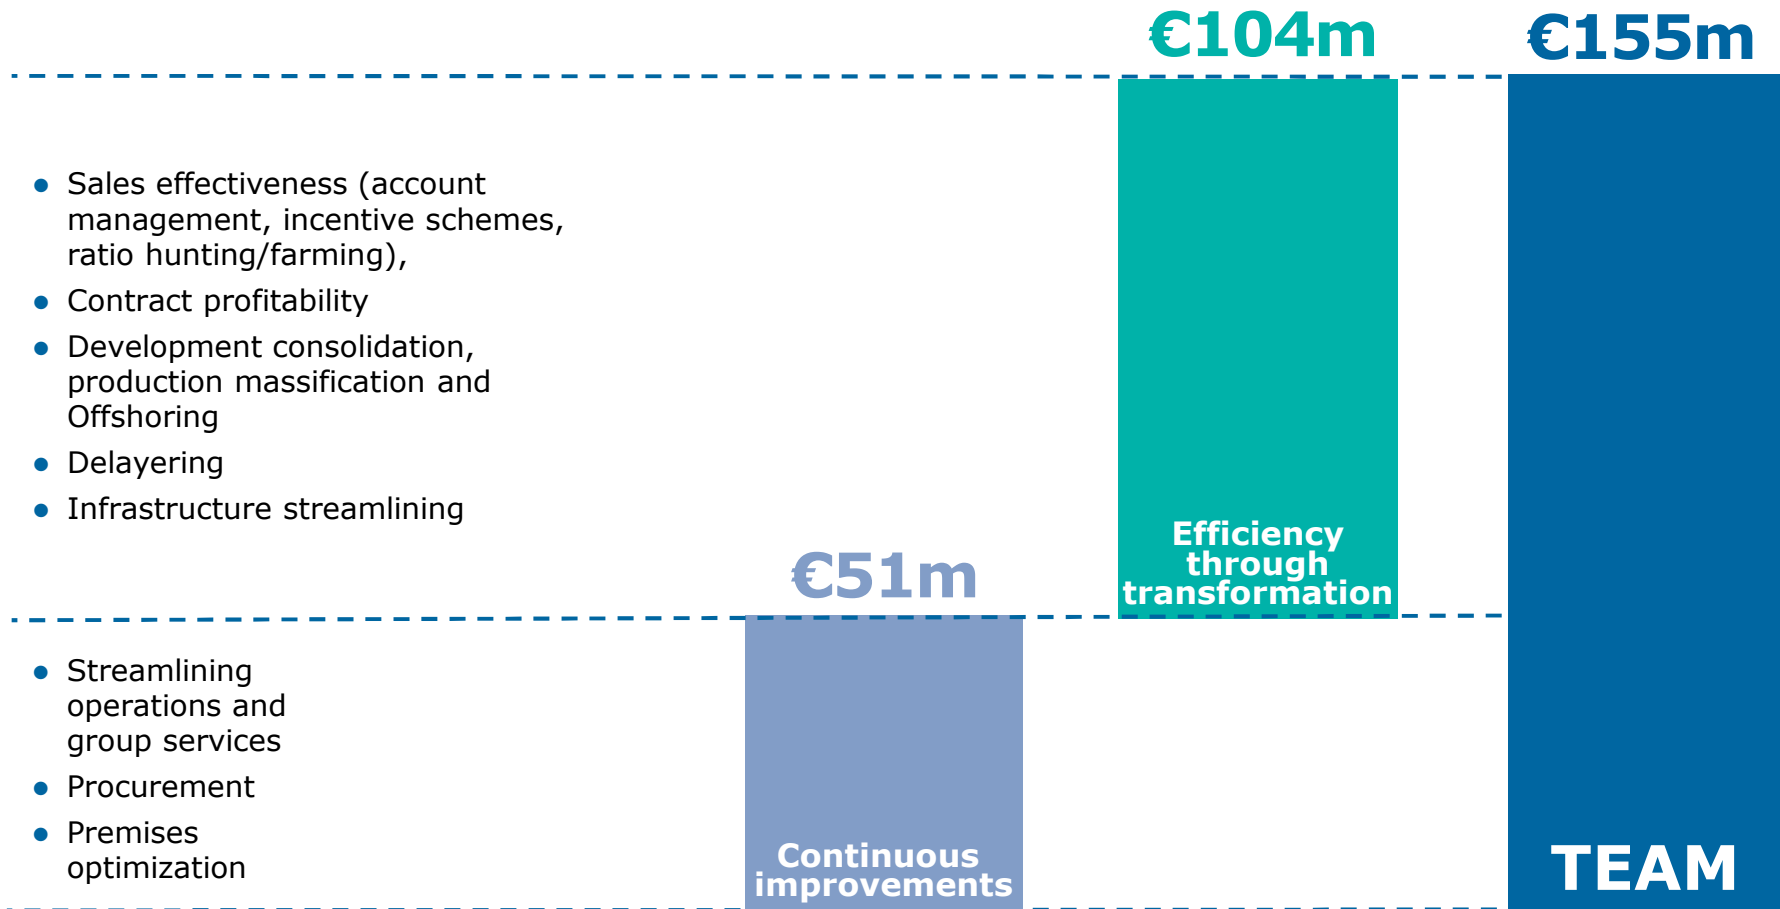 €104m
€155m
● Sales effectiveness (account
management, incentive schemes,
ratio hunting/farming),
● Contract profitability
● Development consolidation,
production massification and
Offshoring
● Delayering
● Infrastructure streamlining
Efficiency
through
transformation
€51m
● Streamlining
operations and
group services
● Procurement
● Premises
optimization
Continuous
improvements
TEAM